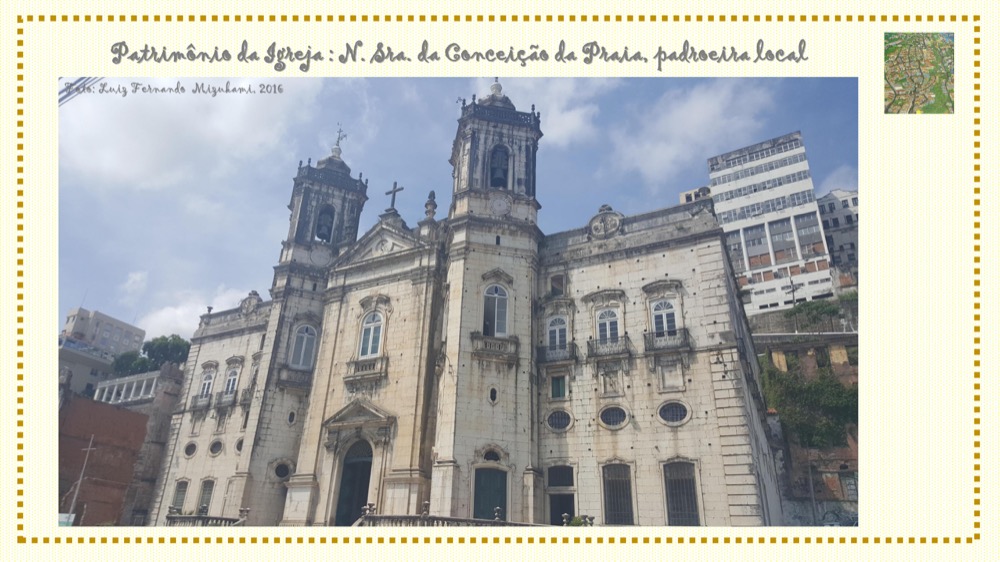 Patrimônio da Igreja : N. Sra. da Conceição da Praia, padroeira local
Foto: Luiz Fernando Mizukami, 2016